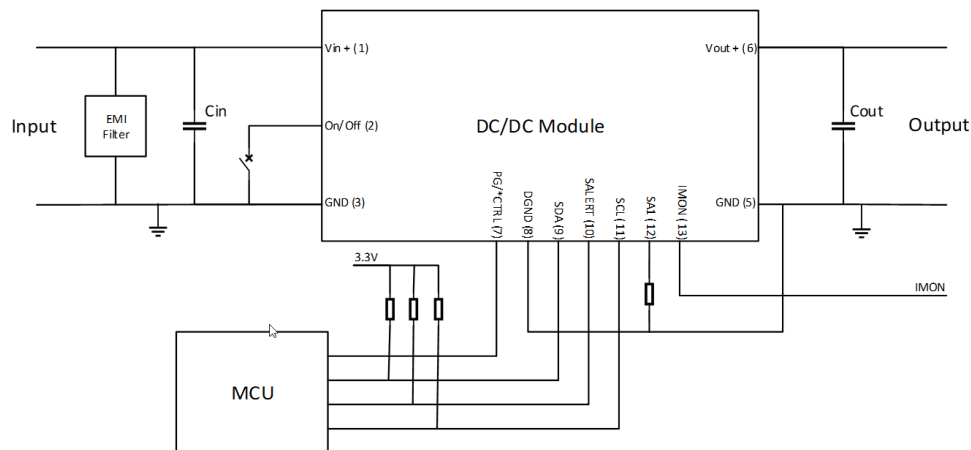 Vin + (1)
Vout + (6)
Input
EMI
Filter
Cin
On/Off (2)
DC/DC Module
Cout
Output
GND (3)
PG/*CTRL (7)
DGND (8)
SDA (9)
SALERT (10)
SCL (11)
SA1 (12)
IMON (13)
GND (5)
3.3V
IMON
MCU